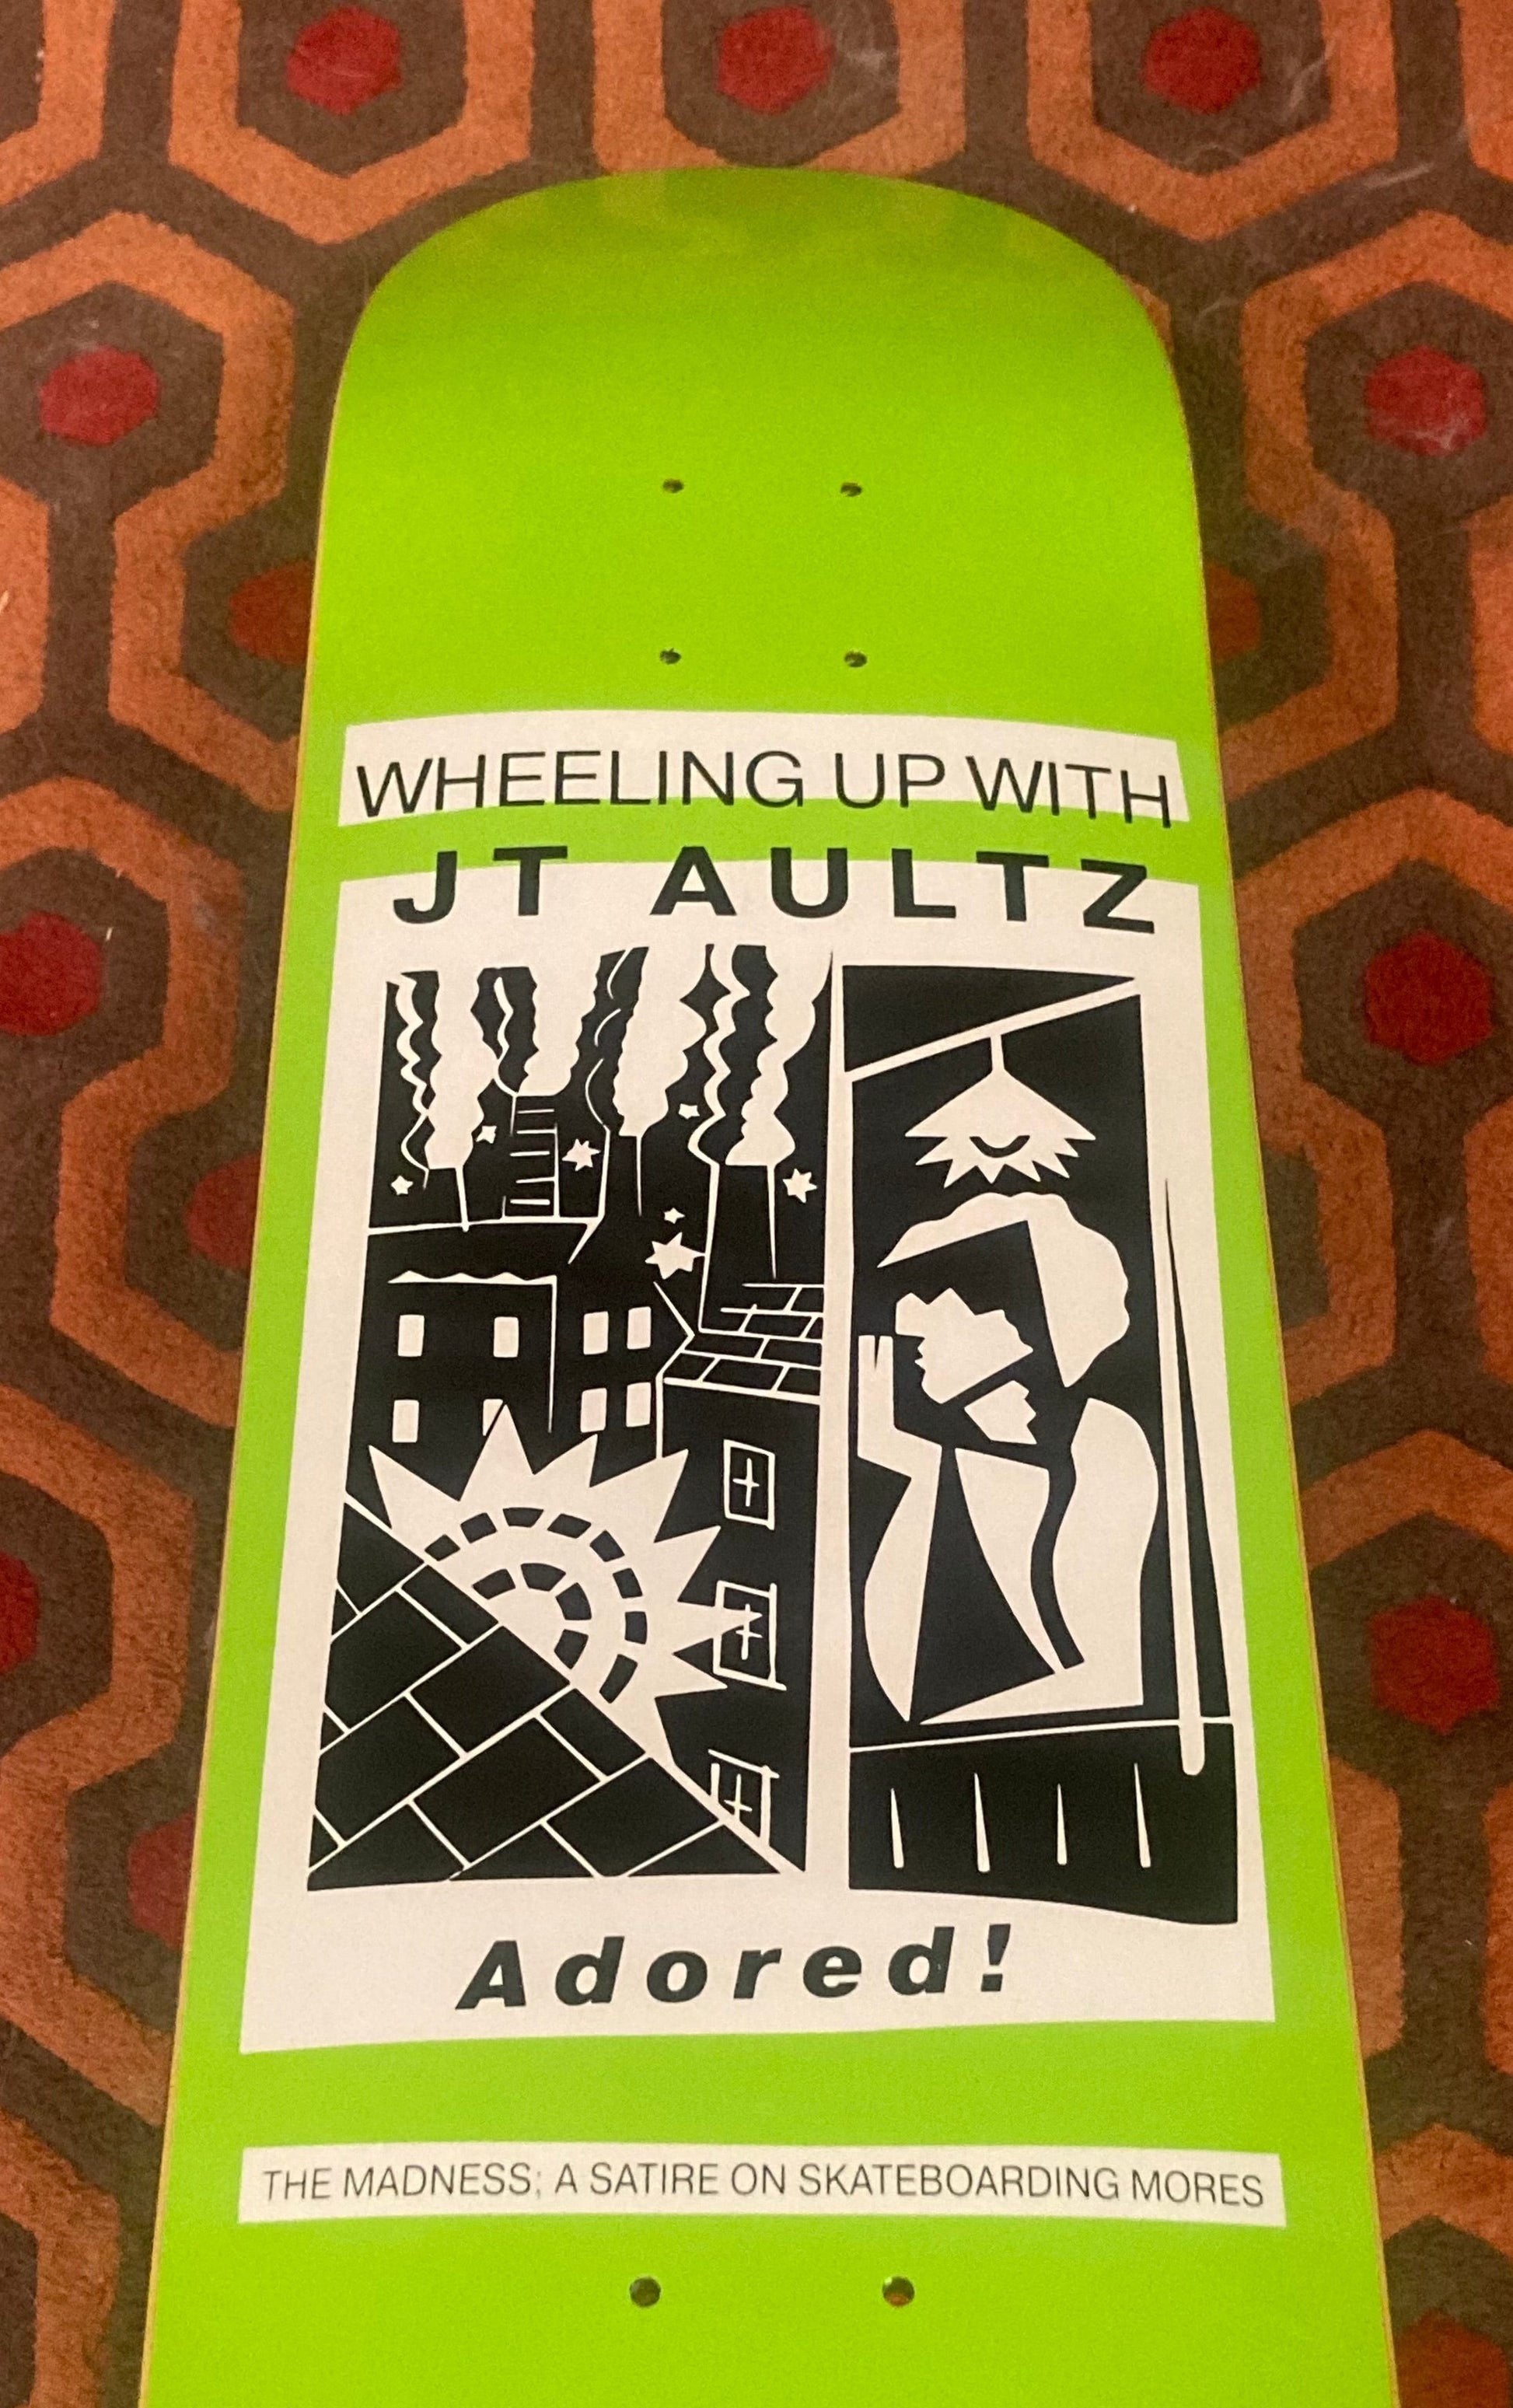 WHEELING UP WITH
JT AULTZ
Adored!
THE MADNESS; A SATIRE ON SKATEBOARDING MORES